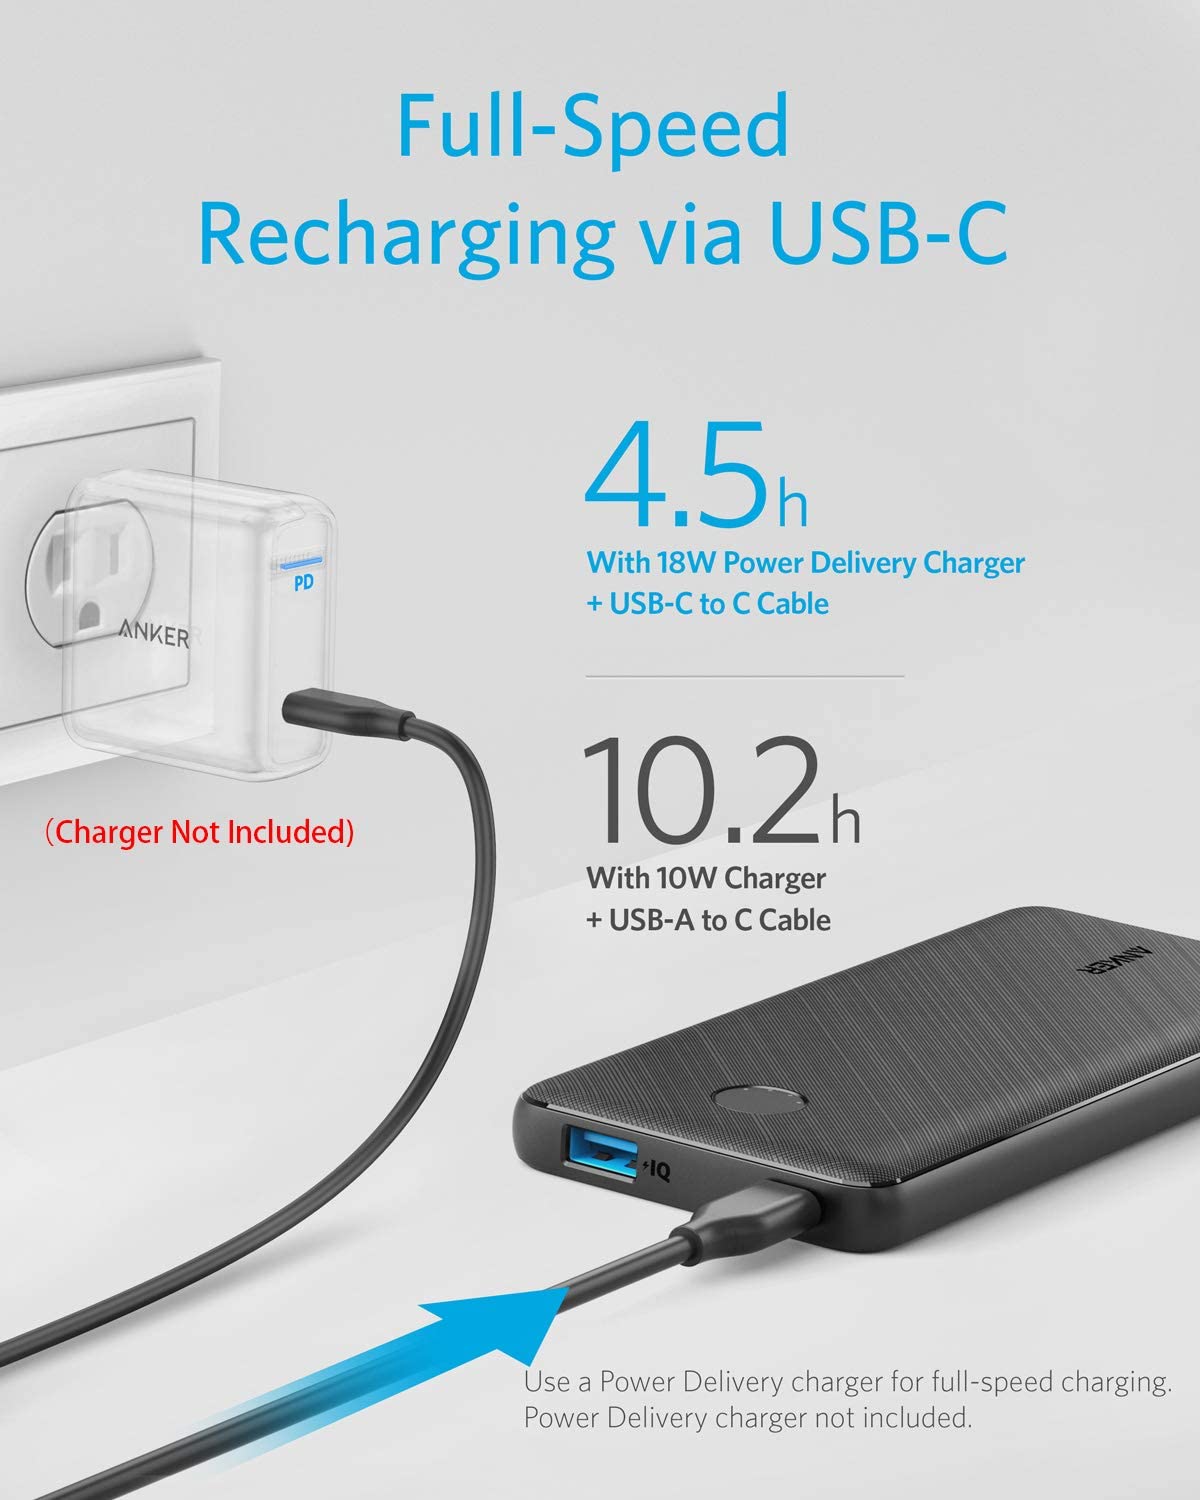 Full-Speed
Recharging via USB-C
4.5h
With 18W Power Delivery Charger
+ USB-C to C Cable
PD
ANKER
(Charger Not Included)
10.2h
With 10W Charger
+ USB-A to C Cable
ANKER
IQ
Use a Power Delivery charger for full-speed charging.
Power Delivery charger not included.